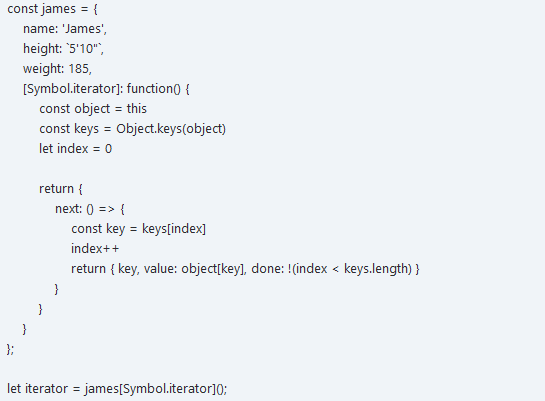 const james = {
name: 'James',
height: `5'10"`,
weight: 185,
[Symbol.iterator]: function() {
const object = this
const keys = Object.keys(object)
let index = 0
return {
next: () => {
const key = keys[index]
index++
return { key, value: object[key], done: !(index < keys.length) }
}
}
}
};
let iterator = james[Symbol.iterator]();